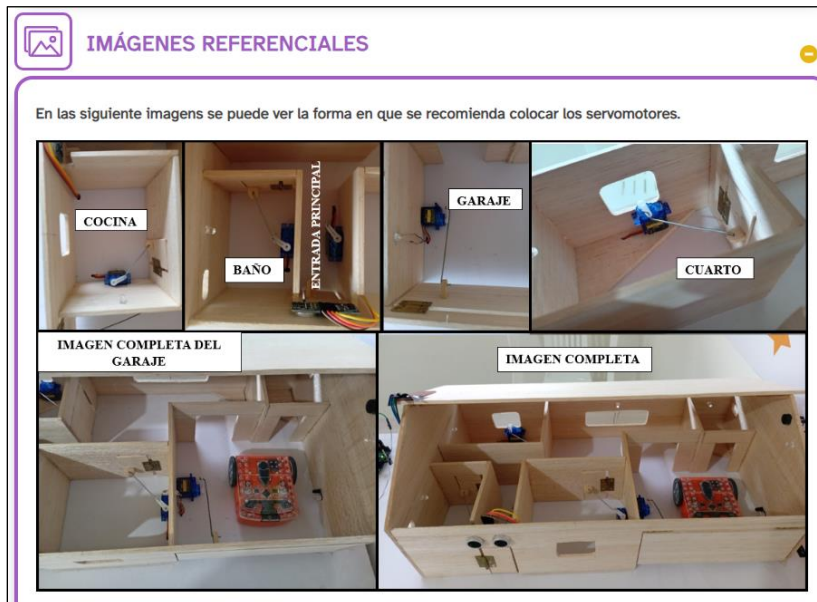 IMÁGENES REFERENCIALES
En las siguiente imagens se puede ver la forma en que se recomienda colocar los servomotores.
COCINA
BAÑO
ENTRADA PRINCIPAL
GARAJE
CUARTO
IMAGEN COMPLETA DEL
GARAJE
IMAGEN COMPLETA